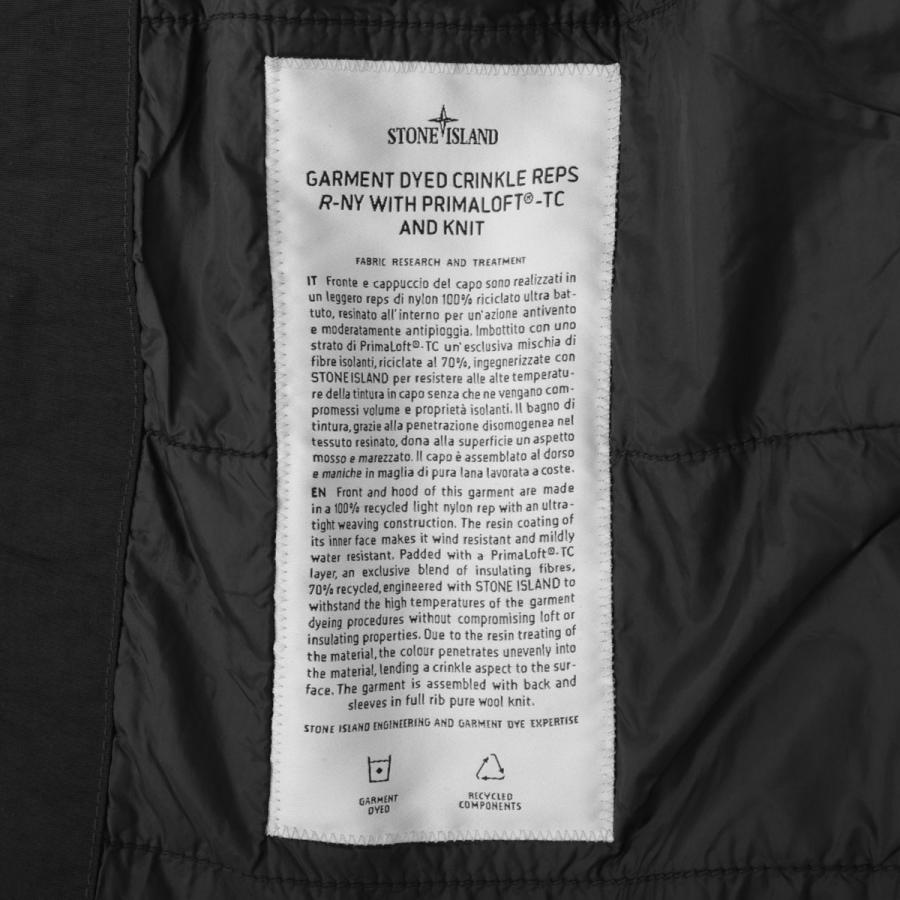 STONE ISLAND
GARMENT DYED CRINKLE REPS
R-NY WITH PRIMALOFT®-TC
AND KNIT
FABRIC RESEARCH AND TREATMENT
IT Fronte e cappuccio del capo sono realizzati in
un leggero reps di nylon 100% riciclato ultra bat-
tuto, resinato all'interno per un'azione antivento
e moderatamente antipioggia. Imbottito con uno
strato di PrimaLoft®-TC un'esclusiva mischia di
fibre isolanti, riciclate al 70%, ingegnerizzate con
STONE ISLAND per resistere alle alte temperatu-
re della tintura in capo senza che ne vengano com-
promessi volume e proprietà isolanti. Il bagno di
tintura, grazie alla penetrazione disomogenea nel
tessuto resinato, dona alla superficie un aspetto
mosso e marezzato. Il capo è assemblato al dorso
e maniche in maglia di pura lana lavorata a coste.
EN Front and hood of this garment are made
in a 100% recycled light nylon rep with an ultra-
tight weaving construction. The resin coating of
its inner face makes it wind resistant and mildly
water resistant. Padded with a PrimaLoft®-TC
layer, an exclusive blend of insulating fibres,
70% recycled, engineered with STONE ISLAND to
withstand the high temperatures of the garment
dyeing procedures without compromising loft or
insulating properties. Due to the resin treating of
the material, the colour penetrates unevenly into
the material, lending a crinkle aspect to the sur-
face. The garment is assembled with back and
sleeves in full rib pure wool knit.
STONE ISLAND ENGINEERING AND GARMENT DYE EXPERTISE
GARMENT
DYED
RECYCLED
COMPONENTS